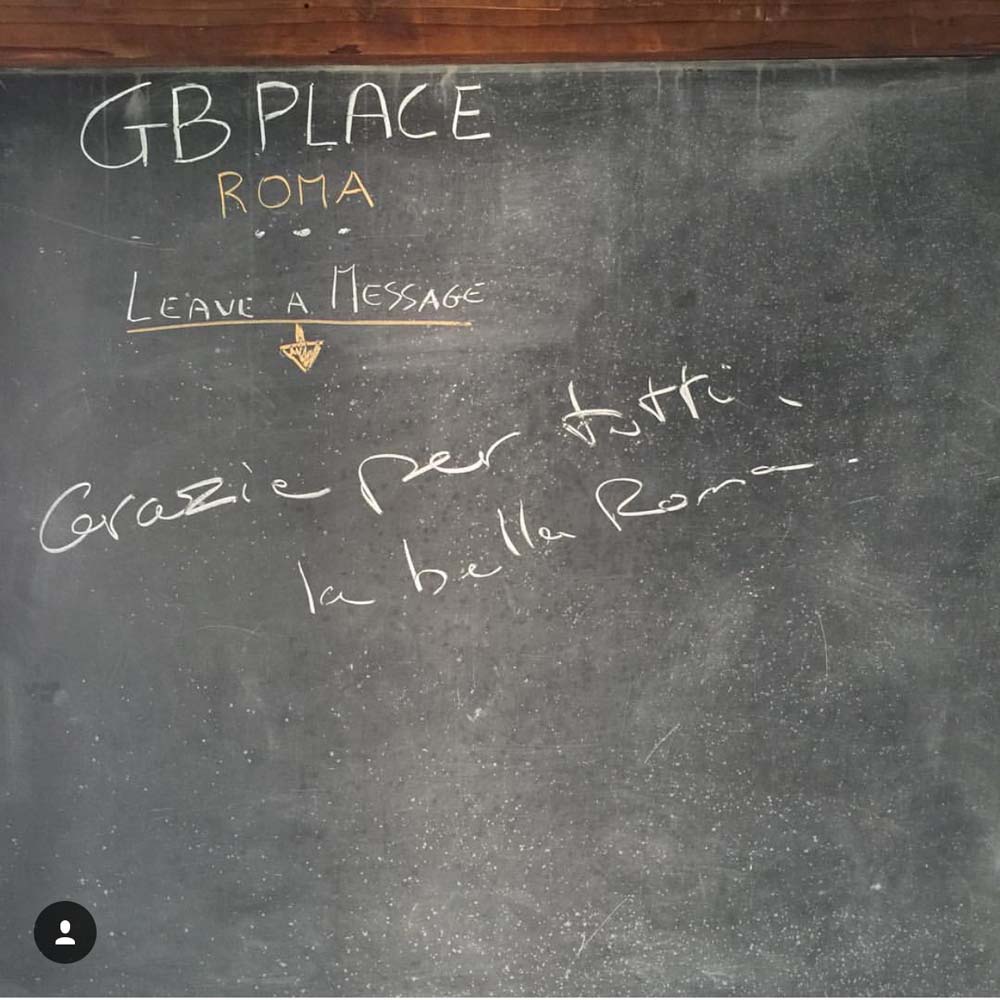 GB PLACE
ROMA
...
LEAVE A MESSAGE
Grazie per tutti.
la bella Roma.